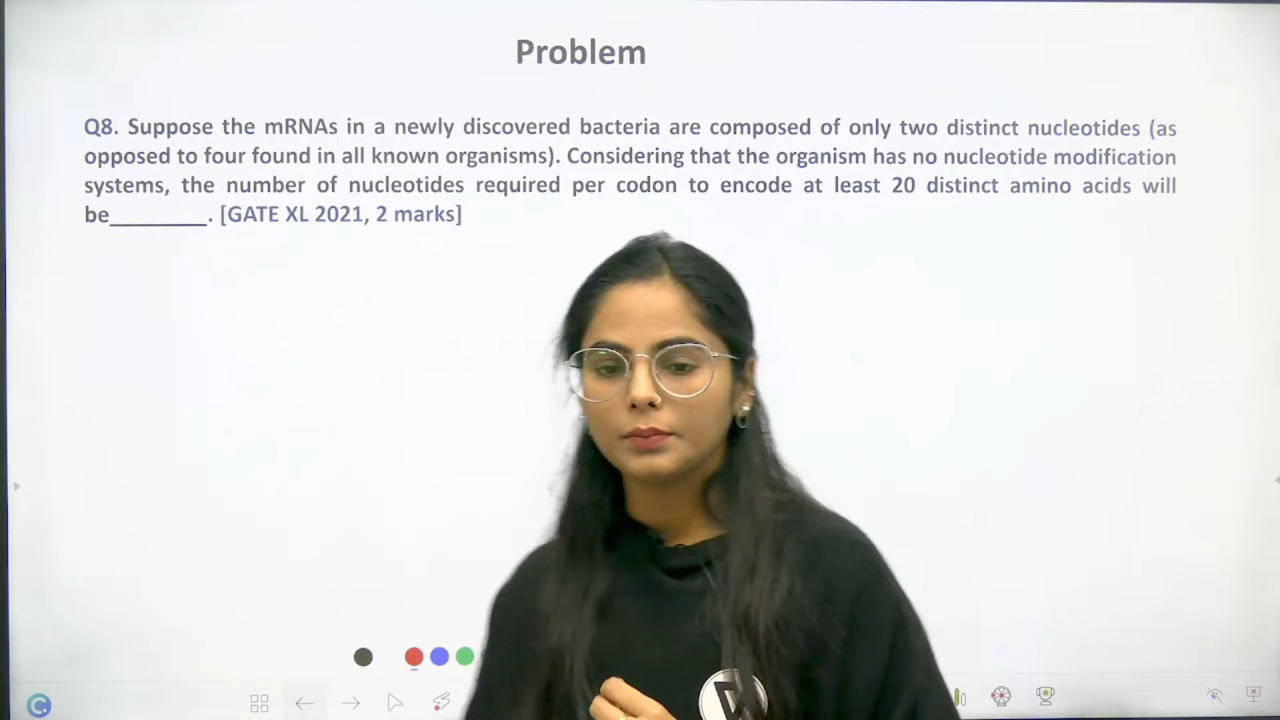 Problem
Q8. Suppose the mRNAs in a newly discovered bacteria are composed of only two distinct nucleotides (as
opposed to four found in all known organisms). Considering that the organism has no nucleotide modification
systems, the number of nucleotides required per codon to encode at least 20 distinct amino acids will
be________. [GATE XL 2021, 2 marks]